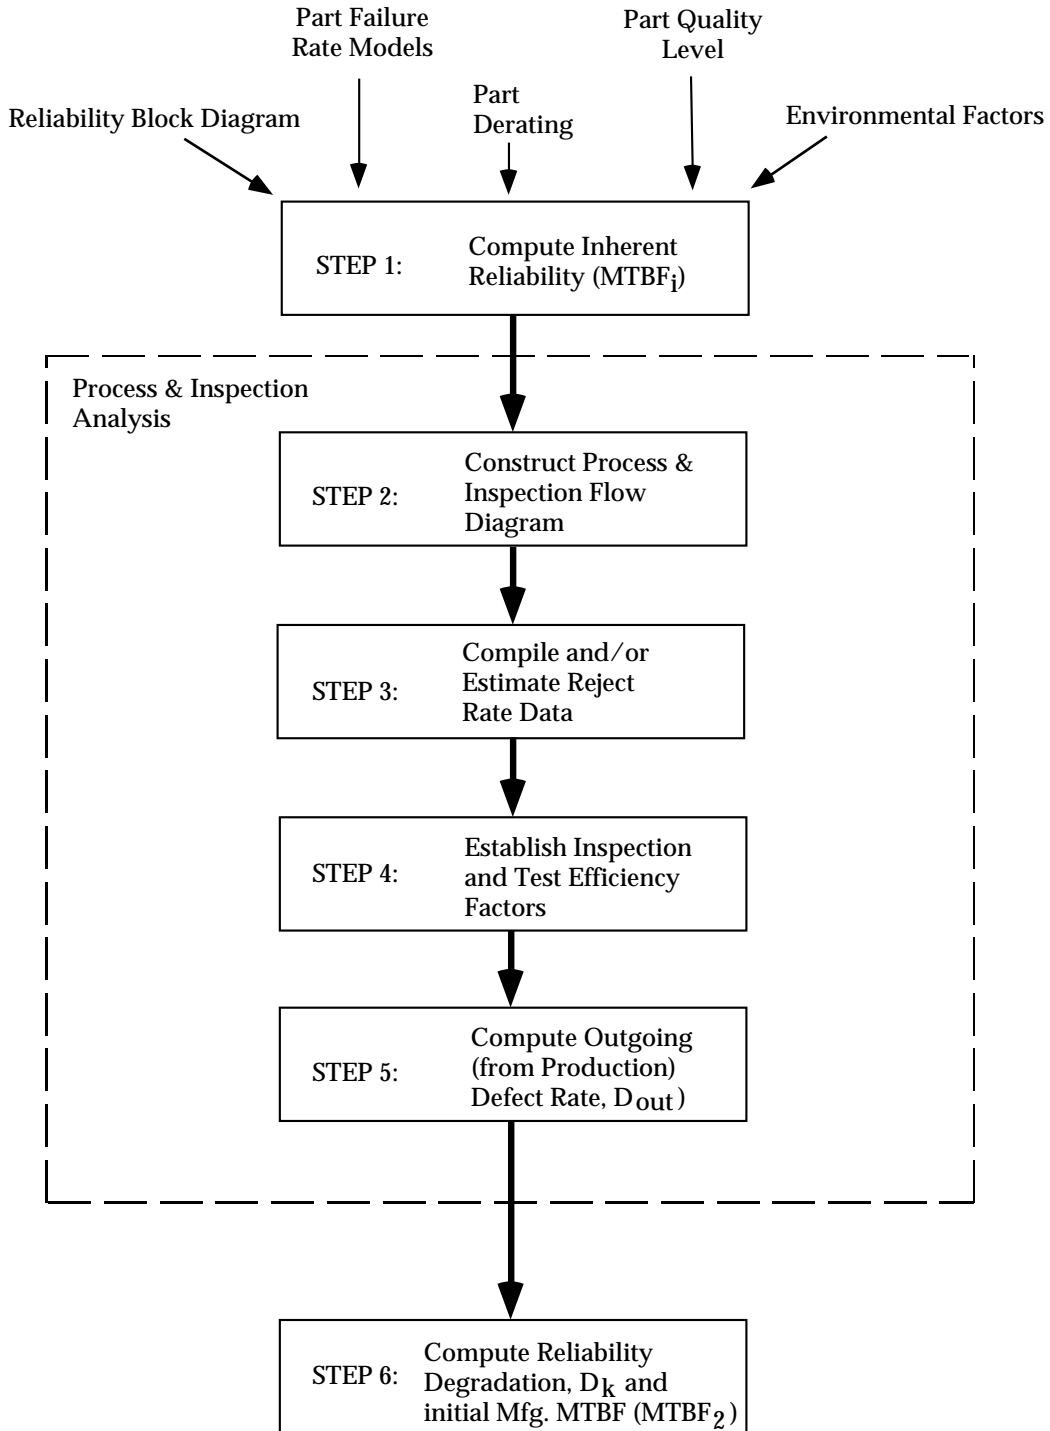 Part Failure
Rate Models
Part Quality
Level
Part
Derating
Reliability Block Diagram
Environmental Factors
STEP 1:
Compute Inherent
Reliability (MTBFi)
Process & Inspection
Analysis
STEP 2:
Construct Process &
Inspection Flow
Diagram
STEP 3:
Compile and/or
Estimate Reject
Rate Data
STEP 4:
Establish Inspection
and Test Efficiency
Factors
STEP 5:
Compute Outgoing
(from Production)
Defect Rate, Dout)
STEP 6:
Compute Reliability
Degradation, Dk and
initial Mfg. MTBF (MTBF2)